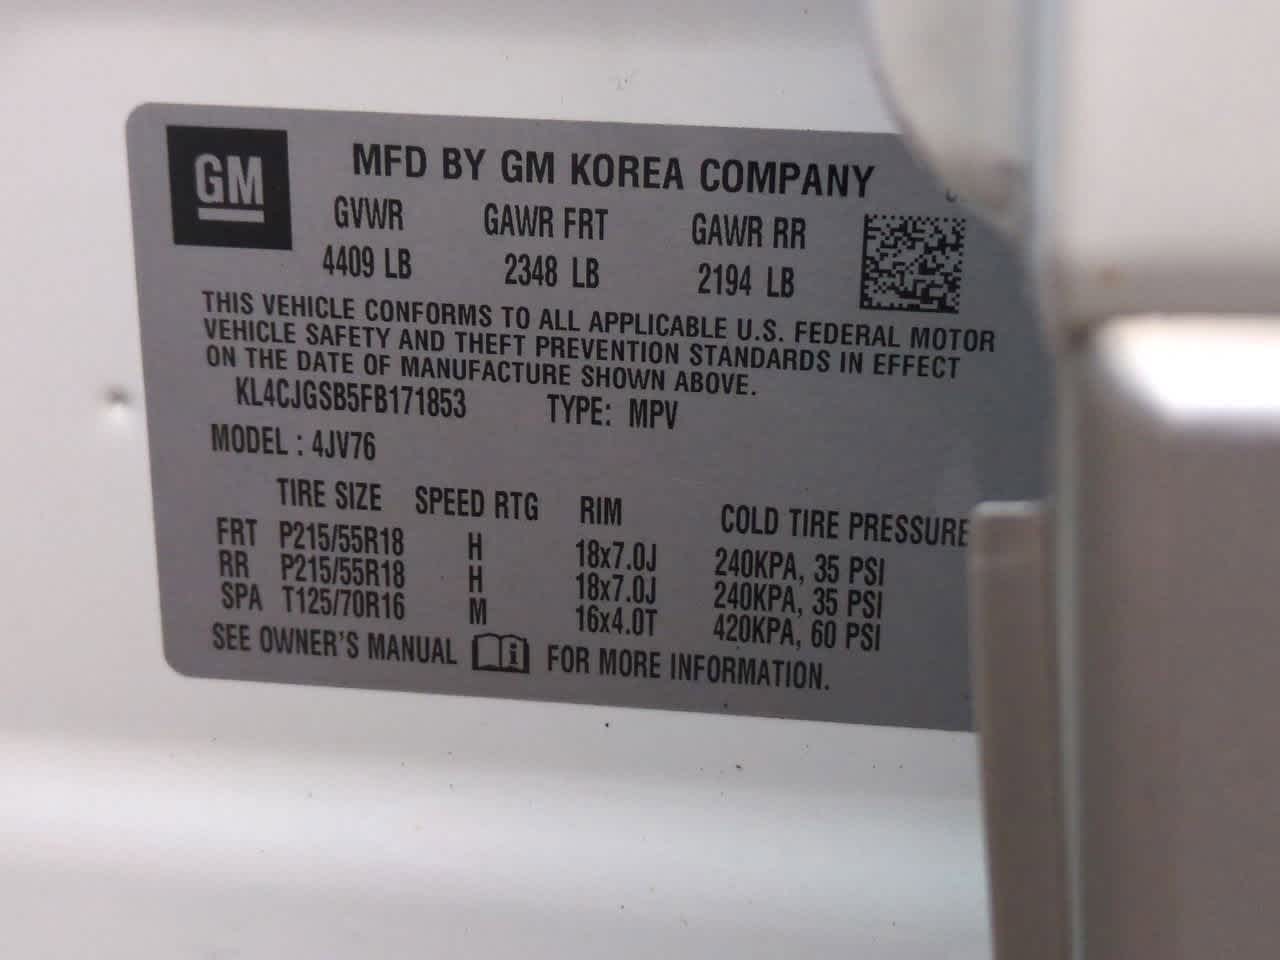 GM
MFD BY GM KOREA COMPANY
GVWR GAWR FRT GAWR RR
4409 LB 2348 LB 2194 LB
THIS VEHICLE CONFORMS TO ALL APPLICABLE U.S. FEDERAL MOTOR
VEHICLE SAFETY AND THEFT PREVENTION STANDARDS IN EFFECT
ON THE DATE OF MANUFACTURE SHOWN ABOVE.
KL4CJGSB5FB171853 TYPE: MPV
MODEL : 4JV76
TIRE SIZE SPEED RTG RIM COLD TIRE PRESSURE
FRT P215/55R18 H 18x7.0J 240KPA, 35 PSI
RR P215/55R18 H 18x7.0J 240KPA, 35 PSI
SPA T125/70R16 M 16x4.0T 420KPA, 60 PSI
SEE OWNER'S MANUAL i FOR MORE INFORMATION.